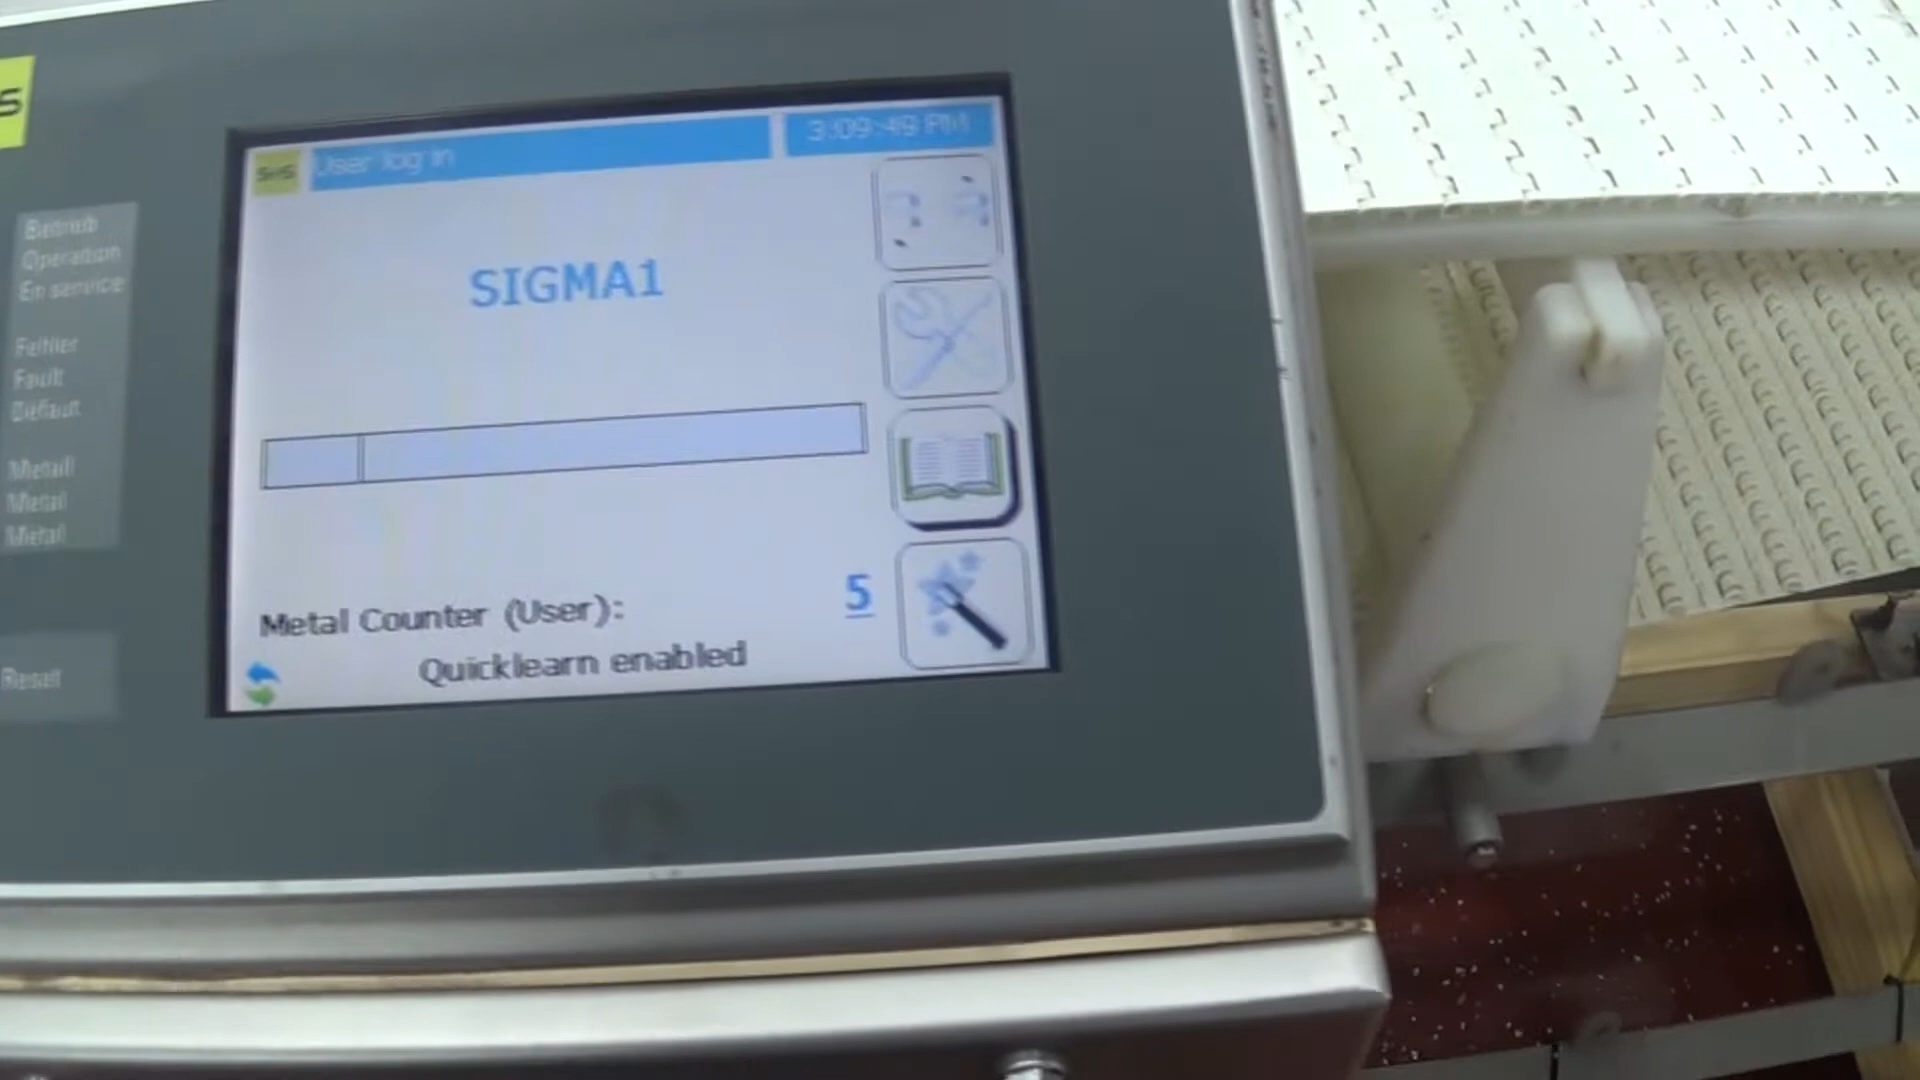 S
S+S
User log in
3:09:49 PM
SIGMA1
Betrieb
Operation
En service
Fehler
Fault
Défaut
Metall
Metal
Métal
Metal Counter (User):
5
Quicklearn enabled
Reset